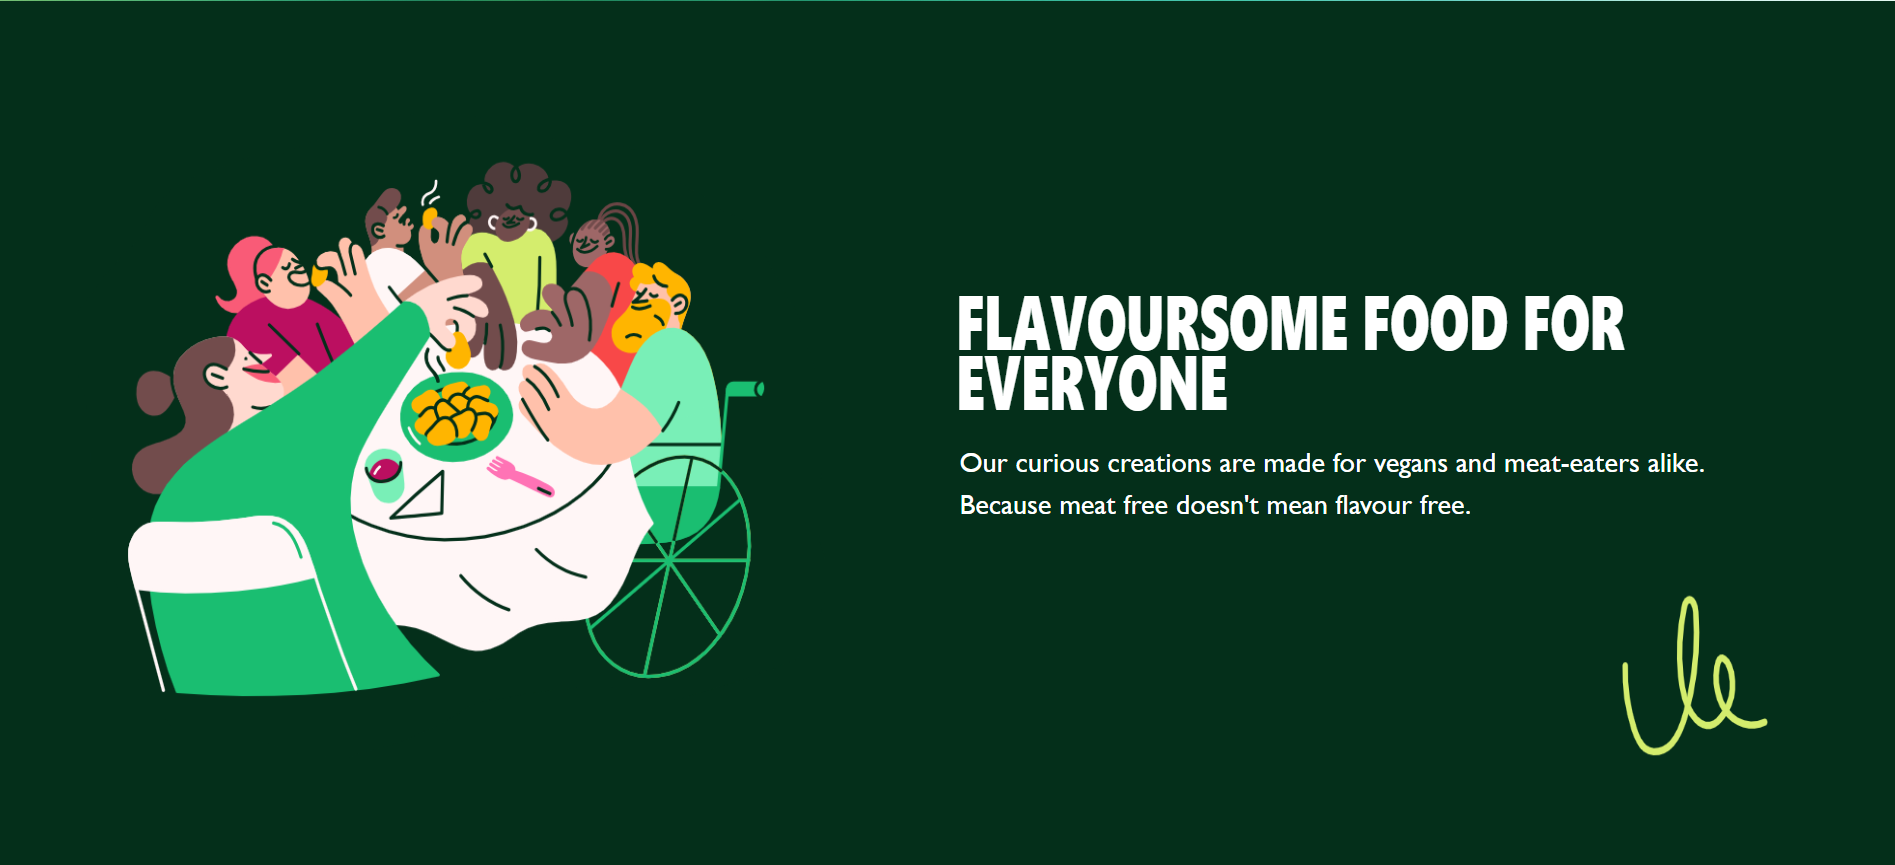 FLAVOURSOME FOOD FOR
EVERYONE
Our curious creations are made for vegans and meat-eaters alike.
Because meat free doesn't mean flavour free.